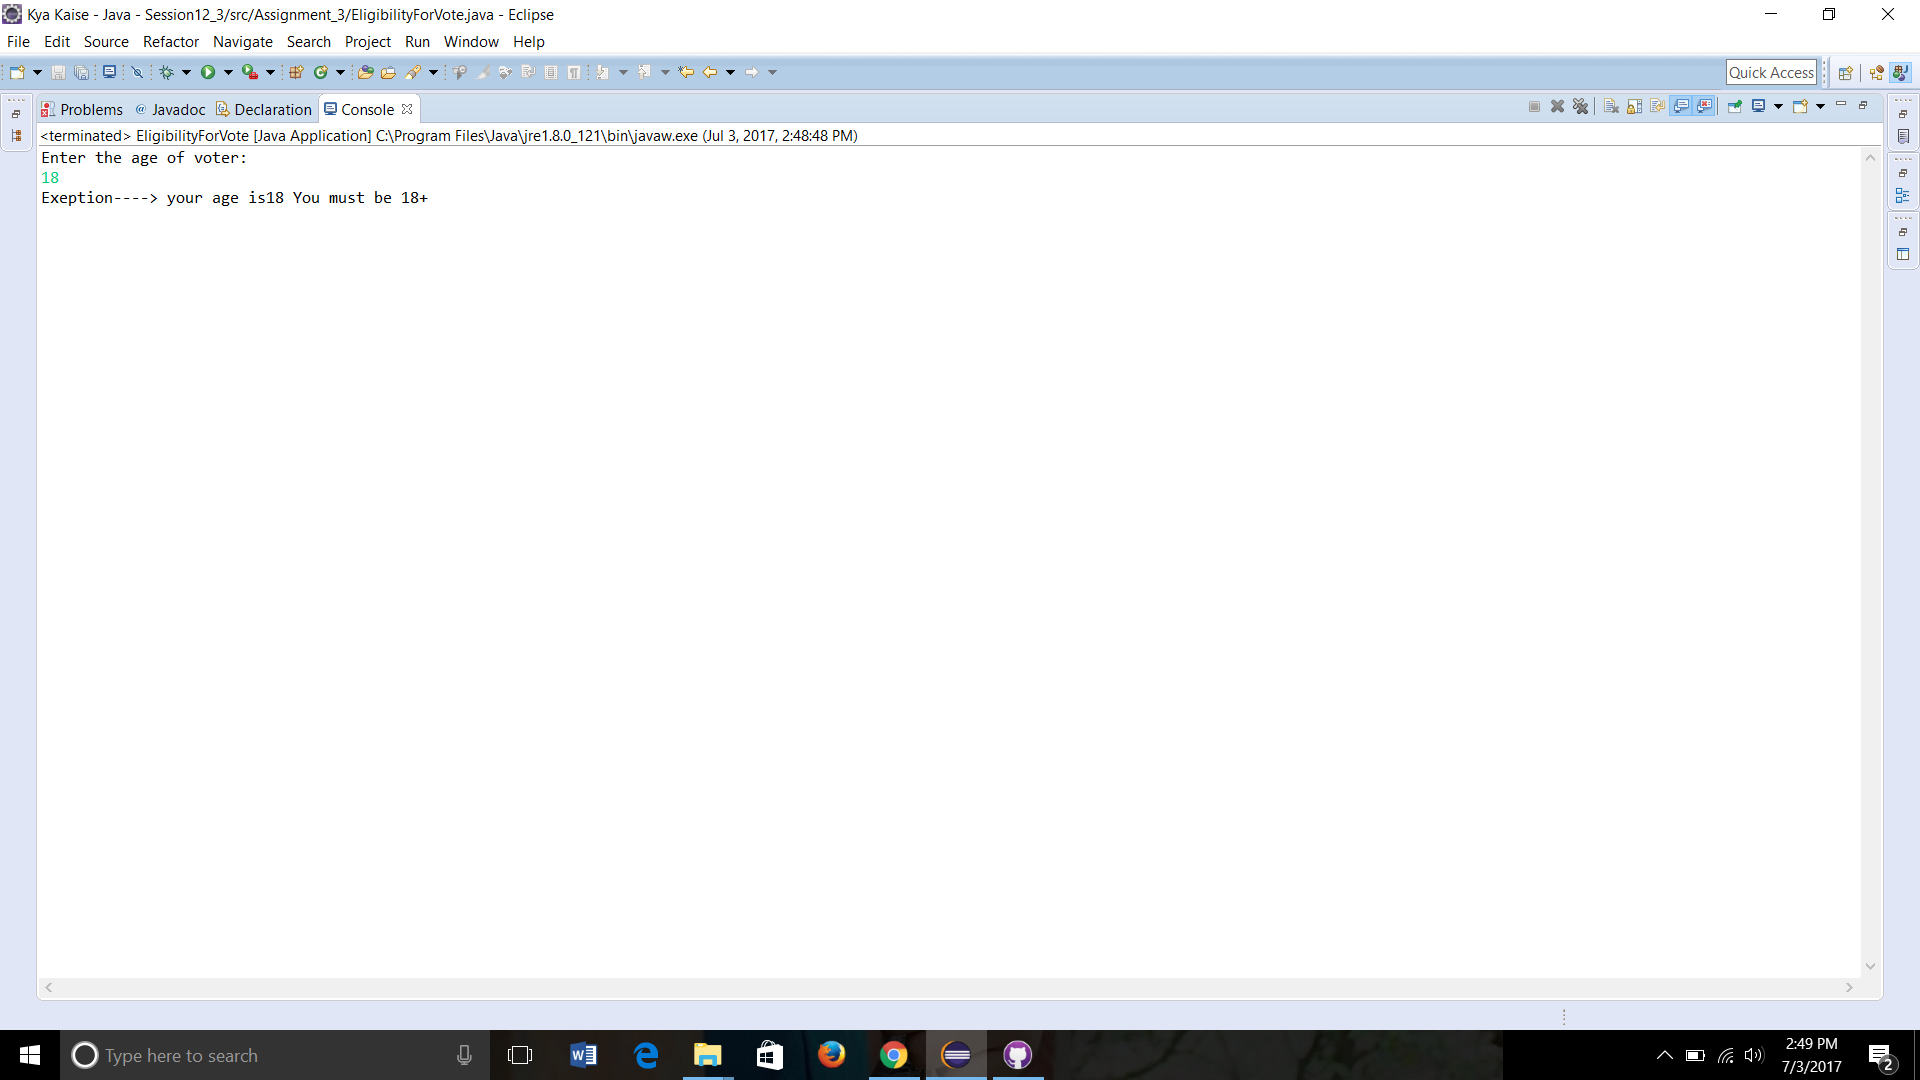 Kya Kaise - Java - Session12_3/src/Assignment_3/EligibilityForVote.java - Eclipse
File Edit Source Refactor Navigate Search Project Run Window Help
Quick Access
Problems @ Javadoc Declaration Console
<terminated> EligibilityForVote [Java Application] C:\Program Files\Java\jre1.8.0_121\bin\javaw.exe (Jul 3, 2017, 2:48:48 PM)
Enter the age of voter:
18
Exeption----> your age is18 You must be 18+
Type here to search
2:49 PM
7/3/2017
2